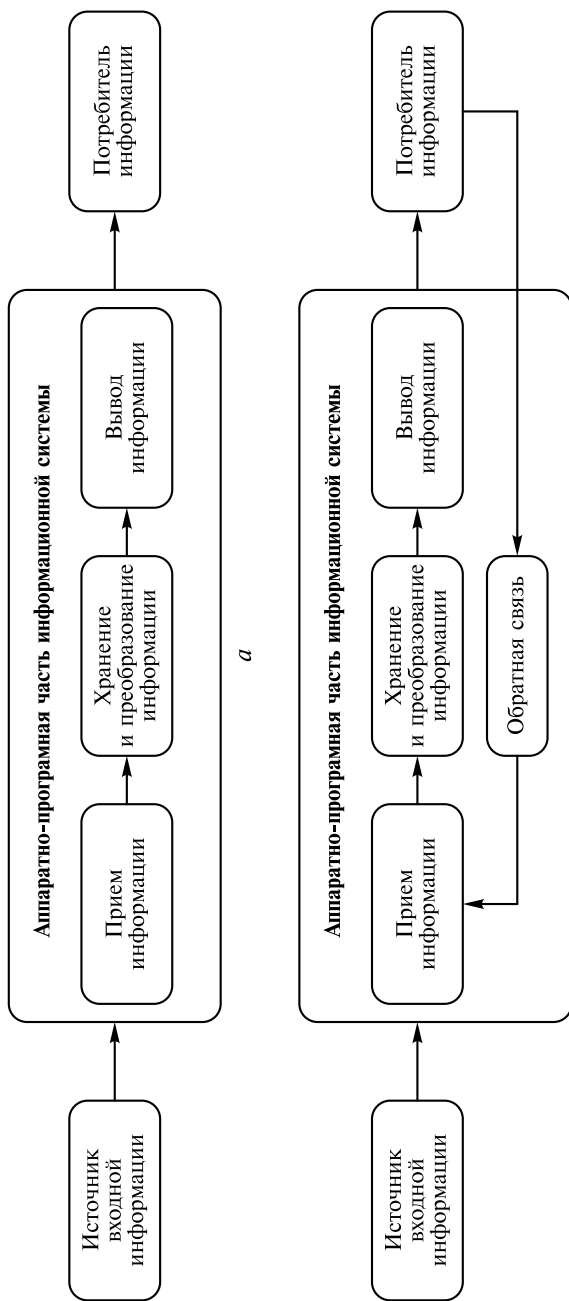 Аппаратно-програмная часть информационной системы
Источник
входной
информации
Прием
информации
Хранение
и преобразование
информации
Вывод
информации
Потребитель
информации
а
Аппаратно-програмная часть информационной системы
Источник
входной
информации
Прием
информации
Хранение
и преобразование
информации
Вывод
информации
Потребитель
информации
Обратная связь